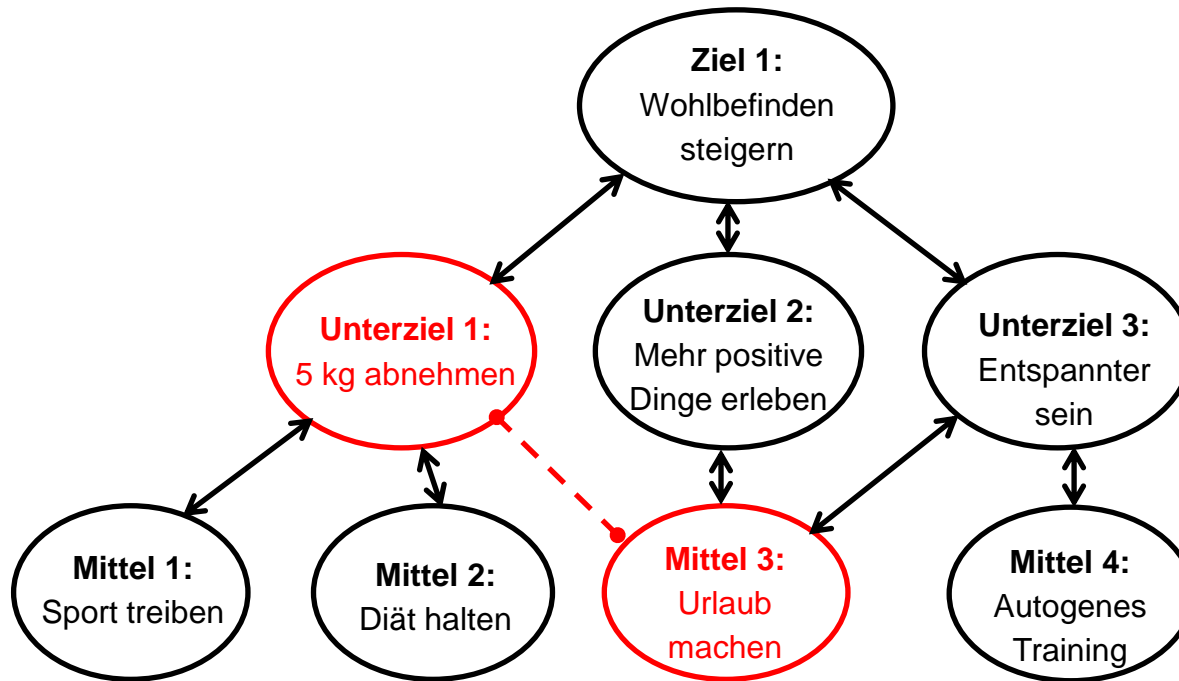 Ziel 1:
Wohlbefinden
steigern
Unterziel 1:
5 kg abnehmen
Unterziel 2:
Mehr positive
Dinge erleben
Unterziel 3:
Entspannter
sein
Mittel 1:
Sport treiben
Mittel 2:
Diät halten
Mittel 3:
Urlaub
machen
Mittel 4:
Autogenes
Training